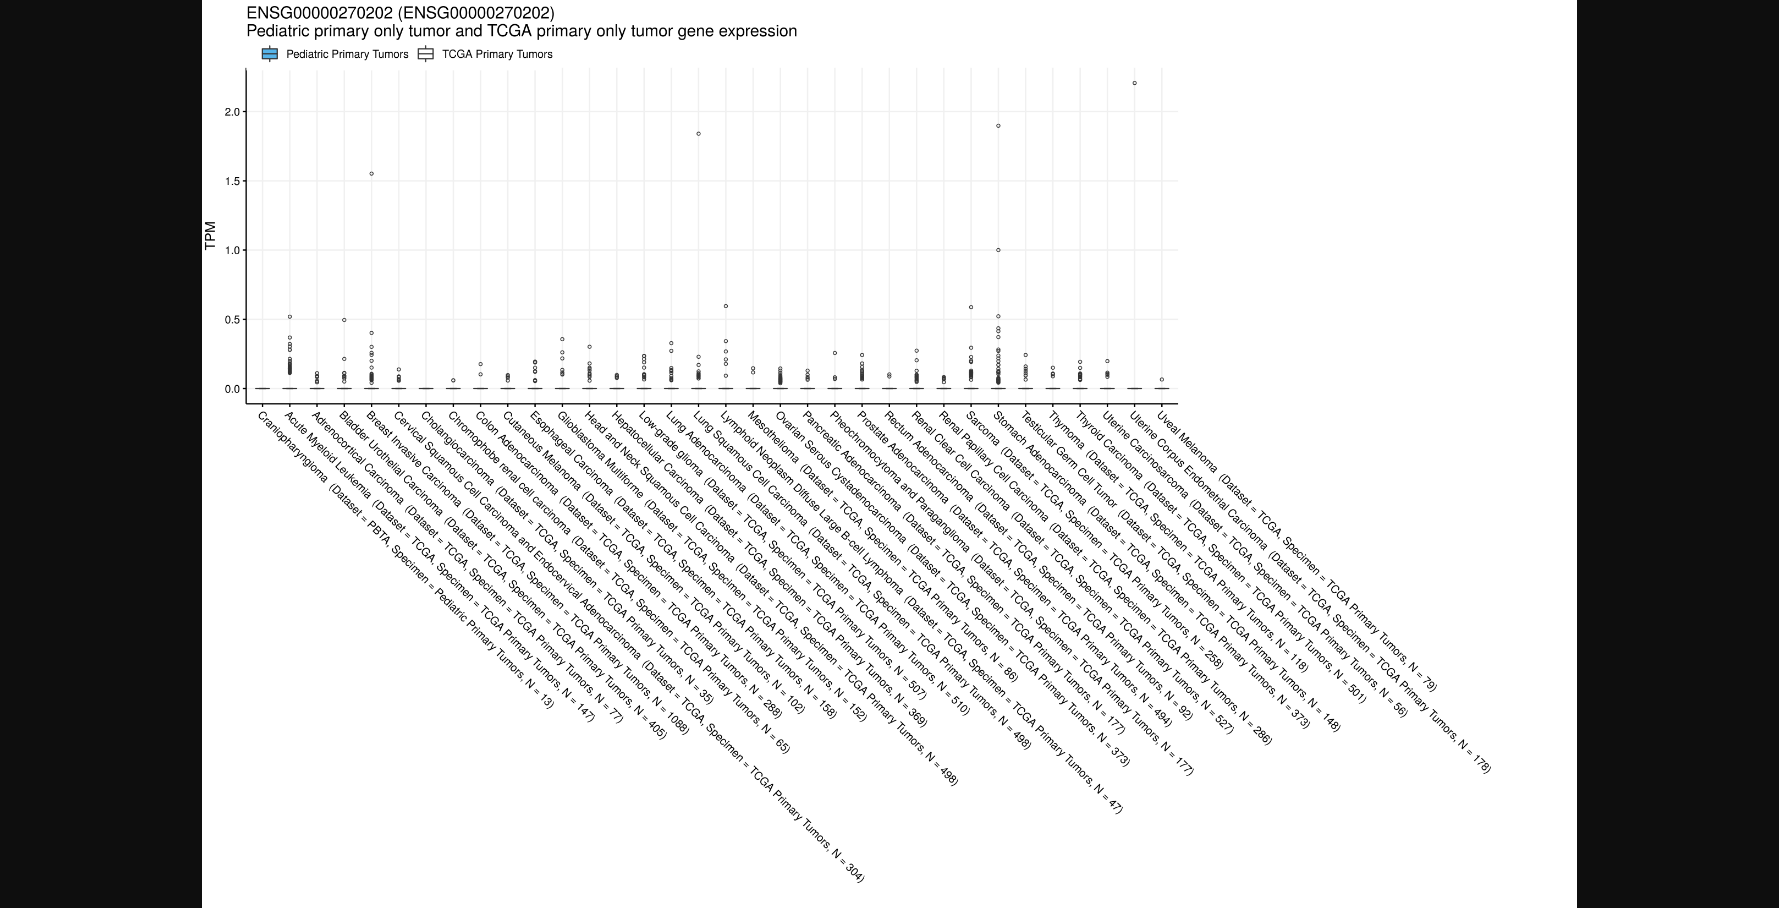 ENSG00000270202 (ENSG00000270202)
Pediatric primary only tumor and TCGA primary only tumor gene expression
Pediatric Primary Tumors
TCGA Primary Tumors
TPM
2.0
1.5
1.0
0.5
0.0
Craniopharyngioma (Dataset = PBTA, Specimen = Pediatric Primary Tumors, N = 13)
Acute Myeloid Leukemia (Dataset = TCGA, Specimen = TCGA Primary Tumors, N = 147)
Adrenocortical Carcinoma (Dataset = TCGA, Specimen = TCGA Primary Tumors, N = 77)
Bladder Urothelial Carcinoma (Dataset = TCGA, Specimen = TCGA Primary Tumors, N = 405)
Breast Invasive Carcinoma (Dataset = TCGA, Specimen = TCGA Primary Tumors, N = 1088)
Cervical Squamous Cell Carcinoma and Endocervical Adenocarcinoma (Dataset = TCGA, Specimen = TCGA Primary Tumors, N = 304)
Cholangiocarcinoma (Dataset = TCGA, Specimen = TCGA Primary Tumors, N = 35)
Chromophobe renal cell carcinoma (Dataset = TCGA, Specimen = TCGA Primary Tumors, N = 65)
Colon Adenocarcinoma (Dataset = TCGA, Specimen = TCGA Primary Tumors, N = 288)
Cutaneous Melanoma (Dataset = TCGA, Specimen = TCGA Primary Tumors, N = 102)
Esophageal Carcinoma (Dataset = TCGA, Specimen = TCGA Primary Tumors, N = 158)
Glioblastoma Multiforme (Dataset = TCGA, Specimen = TCGA Primary Tumors, N = 152)
Head and Neck Squamous Cell Carcinoma (Dataset = TCGA, Specimen = TCGA Primary Tumors, N = 498)
Hepatocellular Carcinoma (Dataset = TCGA, Specimen = TCGA Primary Tumors, N = 369)
Low-grade glioma (Dataset = TCGA, Specimen = TCGA Primary Tumors, N = 507)
Lung Adenocarcinoma (Dataset = TCGA, Specimen = TCGA Primary Tumors, N = 510)
Lung Squamous Cell Carcinoma (Dataset = TCGA, Specimen = TCGA Primary Tumors, N = 498)
Lymphoid Neoplasm Diffuse Large B-cell Lymphoma (Dataset = TCGA, Specimen = TCGA Primary Tumors, N = 47)
Mesothelioma (Dataset = TCGA, Specimen = TCGA Primary Tumors, N = 86)
Ovarian Serous Cystadenocarcinoma (Dataset = TCGA, Specimen = TCGA Primary Tumors, N = 373)
Pancreatic Adenocarcinoma (Dataset = TCGA, Specimen = TCGA Primary Tumors, N = 177)
Pheochromocytoma and Paraganglioma (Dataset = TCGA, Specimen = TCGA Primary Tumors, N = 177)
Prostate Adenocarcinoma (Dataset = TCGA, Specimen = TCGA Primary Tumors, N = 494)
Rectum Adenocarcinoma (Dataset = TCGA, Specimen = TCGA Primary Tumors, N = 92)
Renal Clear Cell Carcinoma (Dataset = TCGA, Specimen = TCGA Primary Tumors, N = 527)
Renal Papillary Cell Carcinoma (Dataset = TCGA, Specimen = TCGA Primary Tumors, N = 286)
Sarcoma (Dataset = TCGA, Specimen = TCGA Primary Tumors, N = 258)
Stomach Adenocarcinoma (Dataset = TCGA, Specimen = TCGA Primary Tumors, N = 373)
Testicular Germ Cell Tumor (Dataset = TCGA, Specimen = TCGA Primary Tumors, N = 148)
Thymoma (Dataset = TCGA, Specimen = TCGA Primary Tumors, N = 118)
Thyroid Carcinoma (Dataset = TCGA, Specimen = TCGA Primary Tumors, N = 501)
Uterine Carcinosarcoma (Dataset = TCGA, Specimen = TCGA Primary Tumors, N = 56)
Uterine Corpus Endometrial Carcinoma (Dataset = TCGA, Specimen = TCGA Primary Tumors, N = 178)
Uveal Melanoma (Dataset = TCGA, Specimen = TCGA Primary Tumors, N = 79)